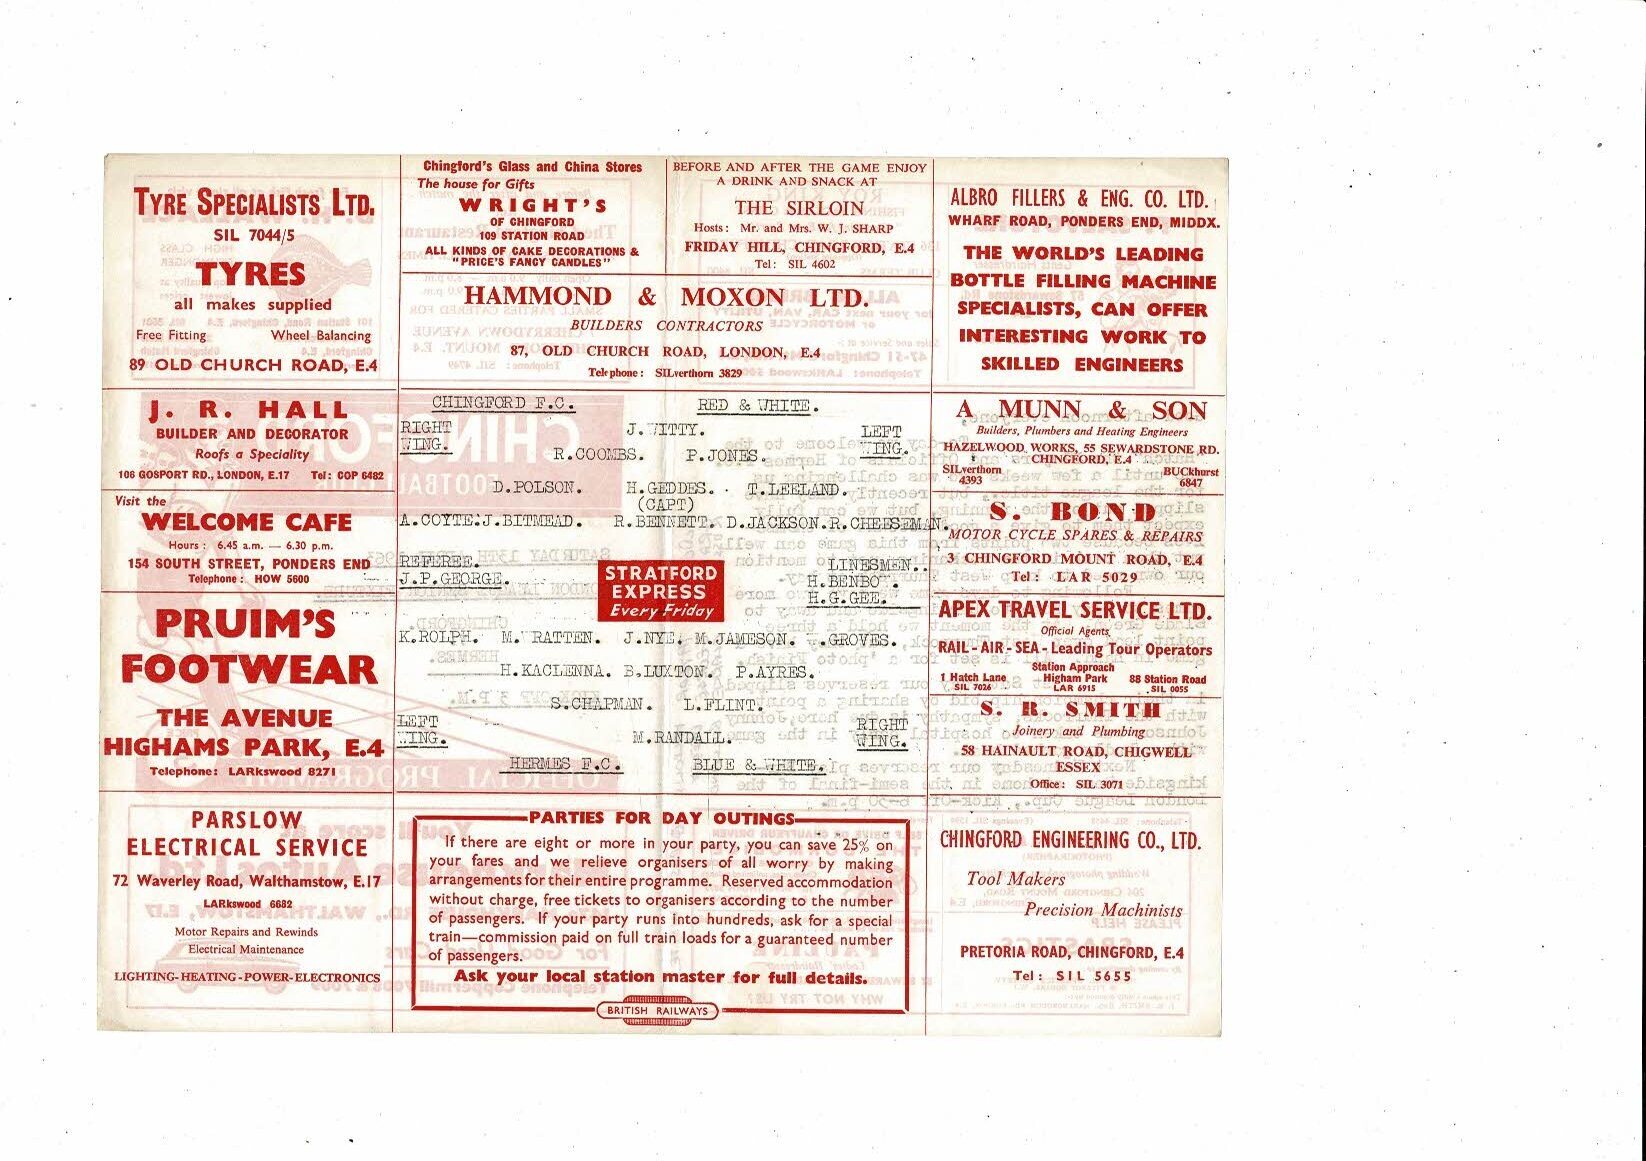 TYRE SPECIALISTS LTD.
SIL 7044/5
TYRES
all makes supplied
Free Fitting Wheel Balancing
89 OLD CHURCH ROAD, E.4
Chingford's Glass and China Stores
The house for Gifts
WRIGHT'S
OF CHINGFORD
109 STATION ROAD
ALL KINDS OF CAKE DECORATIONS &
"PRICE'S FANCY CANDLES"
BEFORE AND AFTER THE GAME ENJOY
A DRINK AND SNACK AT
THE SIRLOIN
Hosts: Mr. and Mrs. W. J. SHARP
FRIDAY HILL, CHINGFORD, E.4
Tel: SIL 4602
HAMMOND & MOXON LTD.
BUILDERS CONTRACTORS
87, OLD CHURCH ROAD, LONDON, E.4
Telephone: SILverthorn 3829
ALBRO FILLERS & ENG. CO. LTD.
WHARF ROAD, PONDERS END, MIDDX.
THE WORLD'S LEADING
BOTTLE FILLING MACHINE
SPECIALISTS, CAN OFFER
INTERESTING WORK TO
SKILLED ENGINEERS
J. R. HALL
BUILDER AND DECORATOR
Roofs a Speciality
106 GOSPORT RD., LONDON, E.17 Tel: COP 6482
Visit the
WELCOME CAFE
Hours: 6.45 a.m. — 6.30 p.m.
154 SOUTH STREET, PONDERS END
Telephone: HOW 5600
PRUIM'S
FOOTWEAR
THE AVENUE
HIGHAMS PARK, E.4
Telephone: LARkswood 8271
PARSLOW
ELECTRICAL SERVICE
72 Waverley Road, Walthamstow, E.17
LARkswood 6682
Motor Repairs and Rewinds
Electrical Maintenance
LIGHTING-HEATING-POWER-ELECTRONICS
CHINGFORD F.C. RED & WHITE.
RIGHT WING. J.WITTY. LEFT WING.
R.COOMBS. P.JONES.
D.POLSON. H.GEDDES. T.LEELAND.
(CAPT)
A.COYTE. J.BITMEAD. R.BENNETT. D.JACKSON. R.CHEESEMAN.
REFEREE. LINESMEN..
J.P.GEORGE. H.BENBOW.
H.G.GEE.
STRATFORD
EXPRESS
Every Friday
K.ROLPH. M. RATTEN. J.NYE. M.JAMESON. W.GROVES.
H.KACLENNA. B.LUXTON. P.AYRES.
S.CHAPMAN. L.FLINT.
LEFT WING. M.RANDALL. RIGHT WING.
HERMES F.C. BLUE & WHITE.
PARTIES FOR DAY OUTINGS
If there are eight or more in your party, you can save 25% on
your fares and we relieve organisers of all worry by making
arrangements for their entire programme. Reserved accommodation
without charge, free tickets to organisers according to the number
of passengers. If your party runs into hundreds, ask for a special
train—commission paid on full train loads for a guaranteed number
of passengers.
Ask your local station master for full details.
BRITISH RAILWAYS
A MUNN & SON
Builders, Plumbers and Heating Engineers
HAZELWOOD WORKS, 55 SEWARDSTONE RD.
CHINGFORD, E.4
SILverthorn 4393 BUCkhurst 6847
S. BOND
MOTOR CYCLE SPARES & REPAIRS
3 CHINGFORD MOUNT ROAD, E.4
Tel: LAR 5029
APEX TRAVEL SERVICE LTD.
Official Agents
RAIL - AIR - SEA - Leading Tour Operators
1 Hatch Lane SIL 7026 Station Approach Higham Park LAR 6915 88 Station Road SIL 0055
S. R. SMITH
Joinery and Plumbing
58 HAINAULT ROAD, CHIGWELL
ESSEX
Office: SIL 3071
CHINGFORD ENGINEERING CO., LTD.
Tool Makers
Precision Machinists
PRETORIA ROAD, CHINGFORD, E.4
Tel: SIL 5655